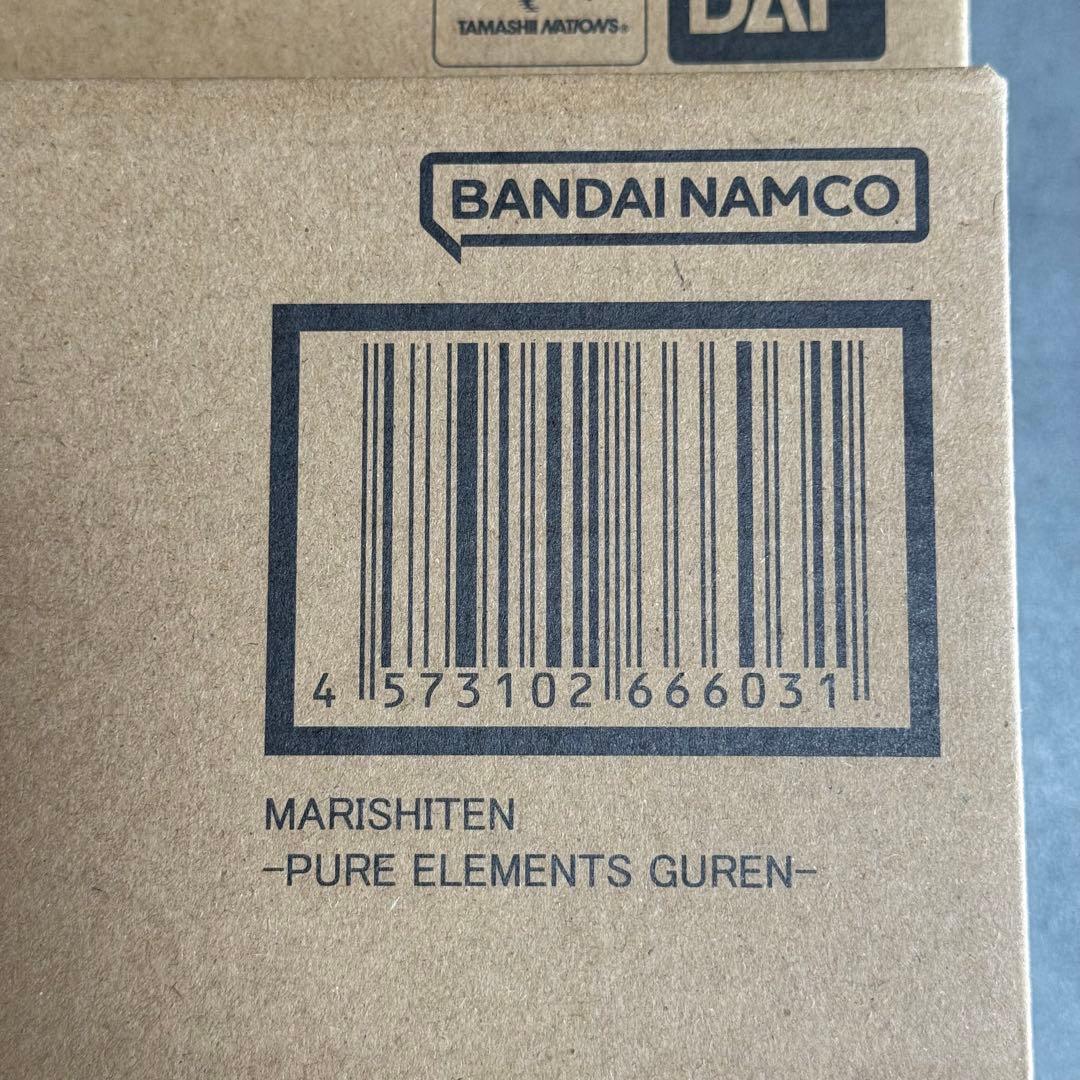 TAMASHII NATIONS®
BANDAI NAMCO
4 573102 666031
MARISHITEN
-PURE ELEMENTS GUREN-